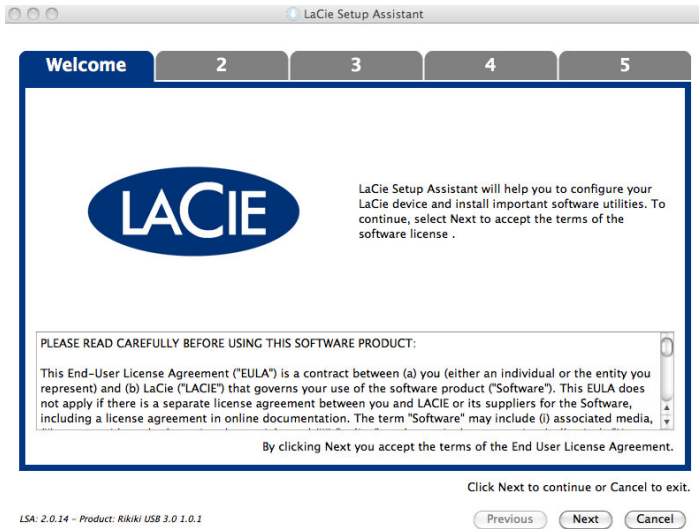 LaCie Setup Assistant
Welcome 2 3 4 5
LACIE
LaCie Setup Assistant will help you to configure your
LaCie device and install important software utilities. To
continue, select Next to accept the terms of the
software license .
PLEASE READ CAREFULLY BEFORE USING THIS SOFTWARE PRODUCT:
This End-User License Agreement ("EULA") is a contract between (a) you (either an individual or the entity you
represent) and (b) LaCie ("LACIE") that governs your use of the software product ("Software"). This EULA does
not apply if there is a separate license agreement between you and LACIE or its suppliers for the Software,
including a license agreement in online documentation. The term "Software" may include (i) associated media,
By clicking Next you accept the terms of the End User License Agreement.
Click Next to continue or Cancel to exit.
LSA: 2.0.14 - Product: Rikiki USB 3.0 1.0.1
Previous Next Cancel